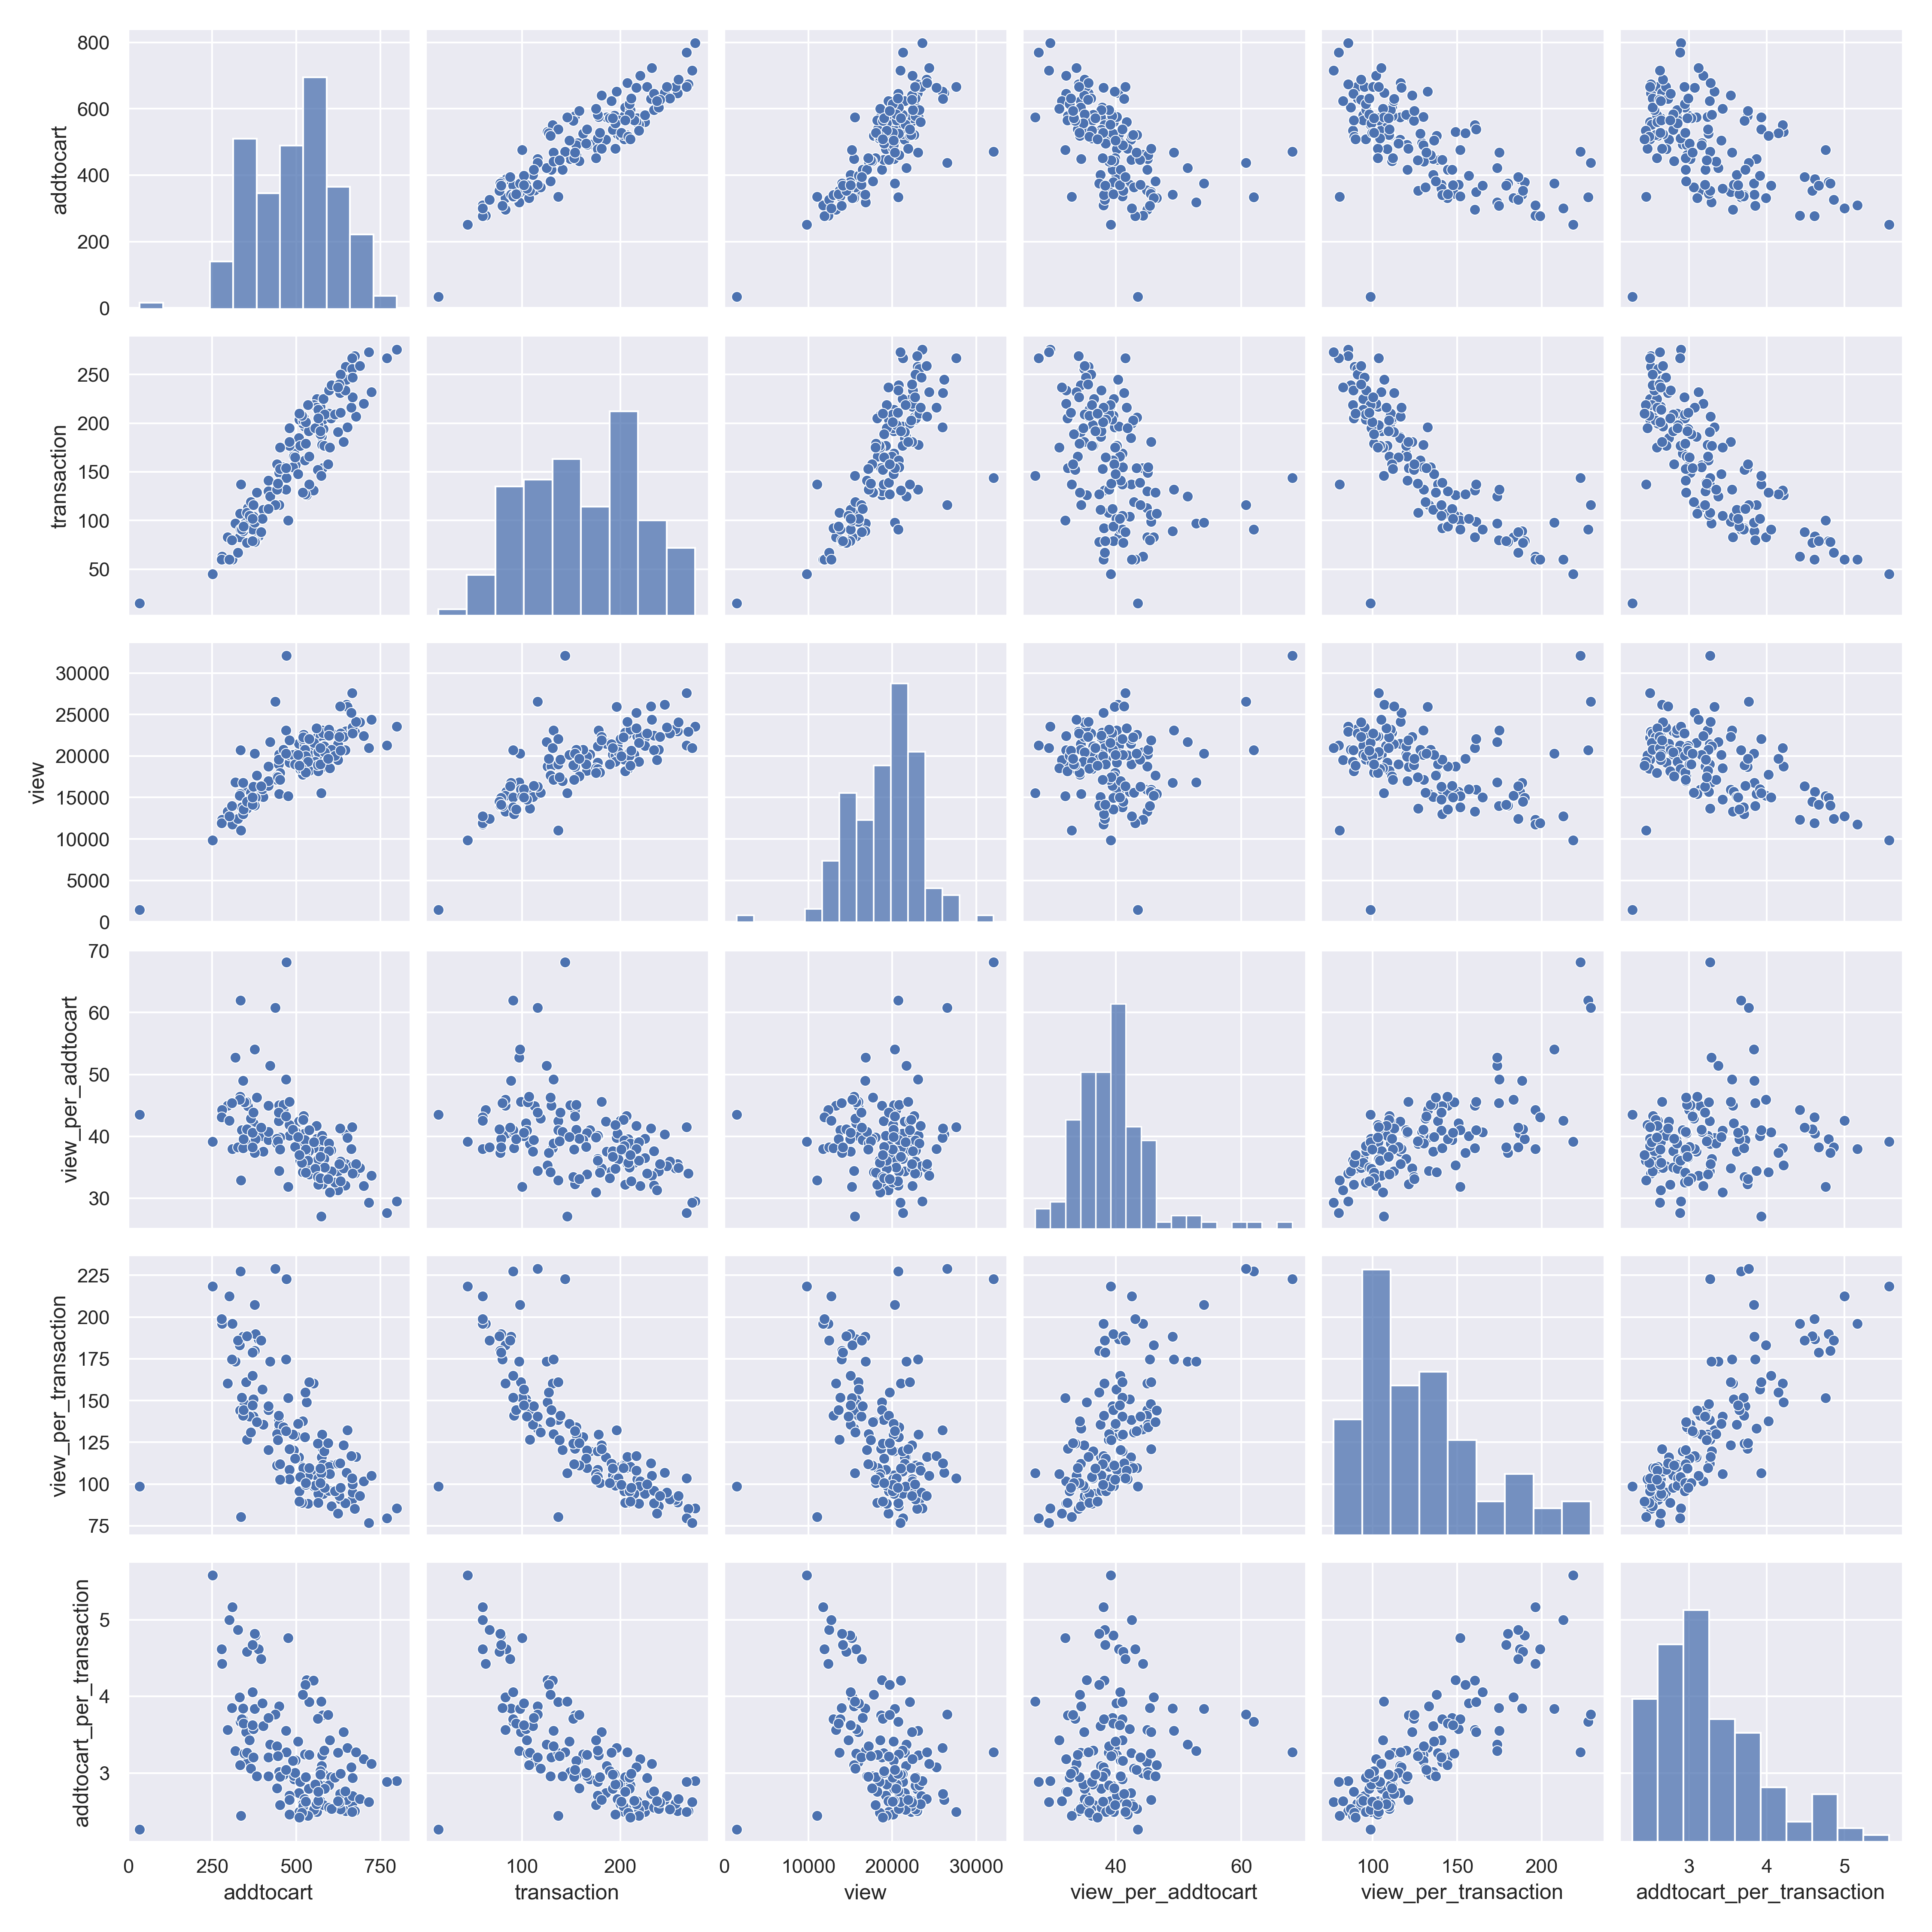 800
600
400
200
0
addtocart
250
200
150
100
50
transaction
30000
25000
20000
15000
10000
5000
0
view
70
60
50
40
30
view_per_addtocart
225
200
175
150
125
100
75
view_per_transaction
5
4
3
addtocart_per_transaction
0 250 500 750
addtocart
100 200
transaction
0 10000 20000 30000
view
40 60
view_per_addtocart
100 150 200
view_per_transaction
3 4 5
addtocart_per_transaction